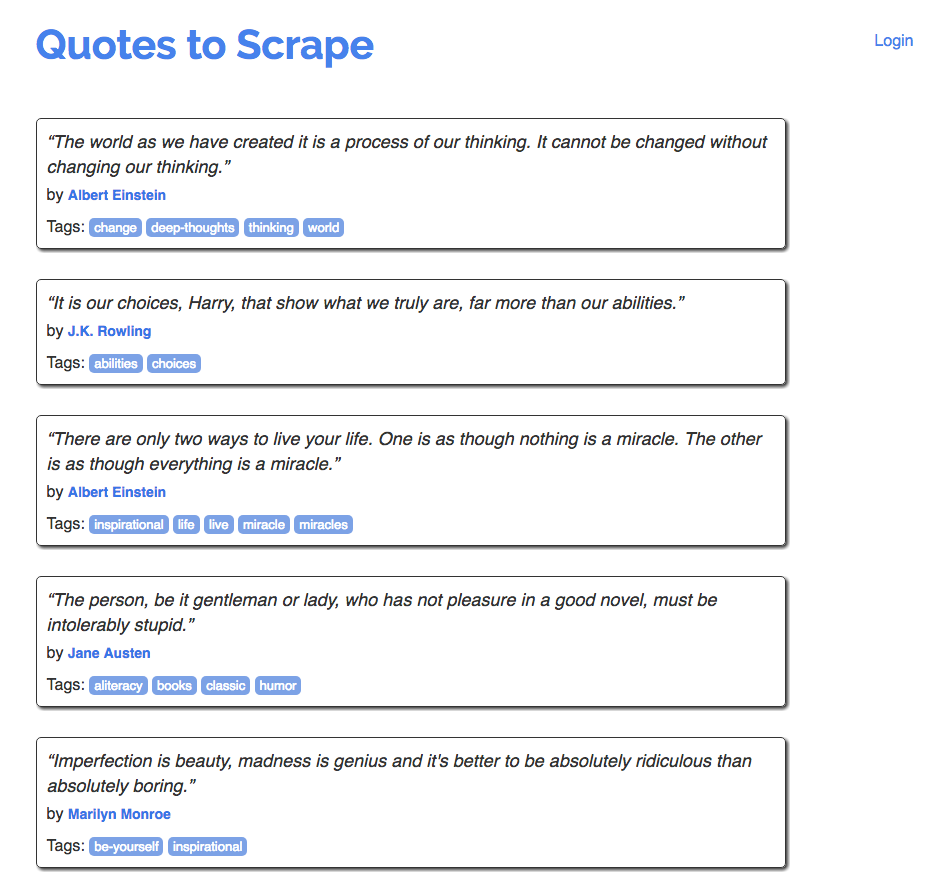 Quotes to Scrape
Login
“The world as we have created it is a process of our thinking. It cannot be changed without
changing our thinking.”
by Albert Einstein
Tags: change deep-thoughts thinking world
“It is our choices, Harry, that show what we truly are, far more than our abilities.”
by J.K. Rowling
Tags: abilities choices
“There are only two ways to live your life. One is as though nothing is a miracle. The other
is as though everything is a miracle.”
by Albert Einstein
Tags: inspirational life live miracle miracles
“The person, be it gentleman or lady, who has not pleasure in a good novel, must be
intolerably stupid.”
by Jane Austen
Tags: aliteracy books classic humor
“Imperfection is beauty, madness is genius and it's better to be absolutely ridiculous than
absolutely boring.”
by Marilyn Monroe
Tags: be-yourself inspirational